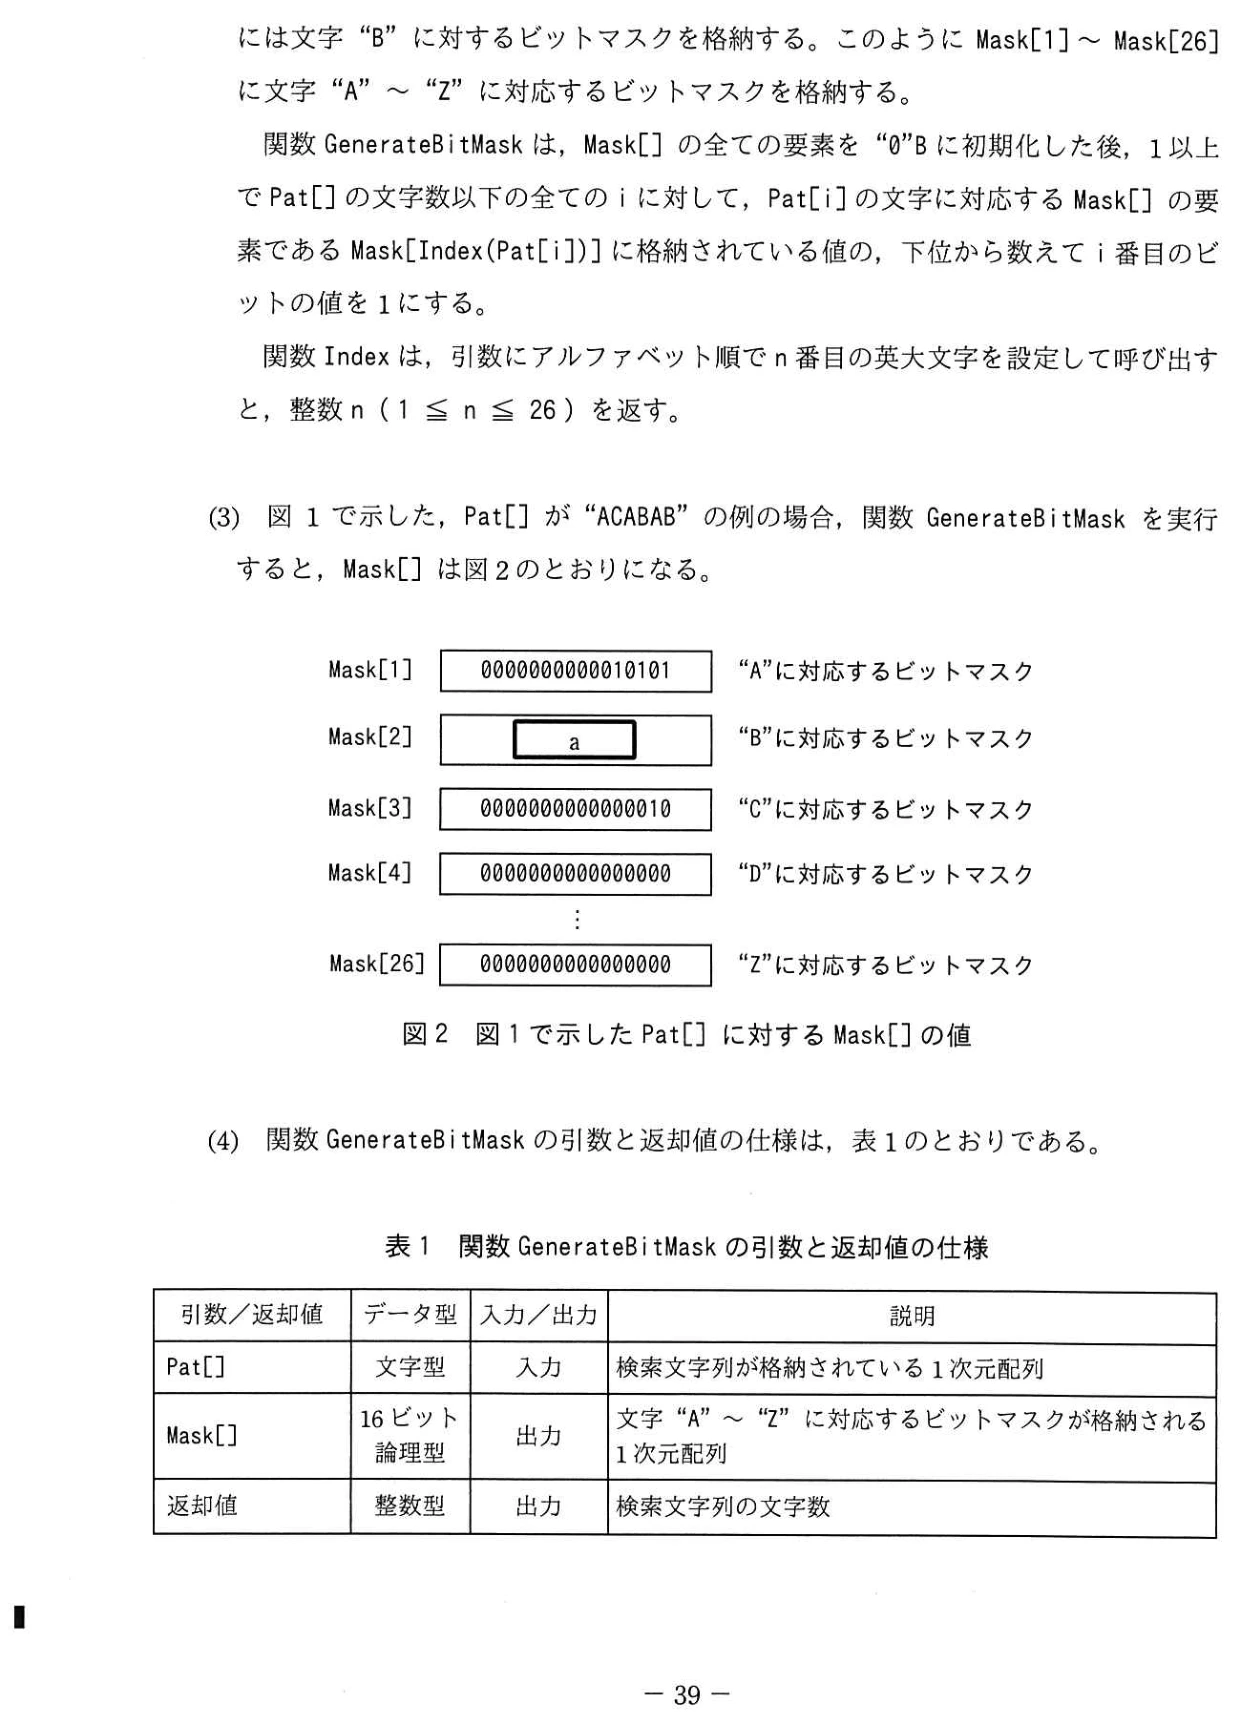 には文字“B”に対するビットマスクを格納する。このように Mask[1]～ Mask[26]
に文字“A”～“Z”に対応するビットマスクを格納する。
関数 GenerateBitMask は，Mask[] の全ての要素を“0”B に初期化した後，1 以上
で Pat[] の文字数以下の全ての i に対して，Pat[i] の文字に対応する Mask[] の要
素である Mask[Index(Pat[i])] に格納されている値の，下位から数えて i 番目のビ
ットの値を 1 にする。
関数 Index は，引数にアルファベット順で n 番目の英大文字を設定して呼び出す
と，整数 n（1 ≦ n ≦ 26）を返す。
(3) 図 1 で示した，Pat[] が“ACABAB”の例の場合，関数 GenerateBitMask を実行
すると，Mask[] は図 2 のとおりになる。
Mask[1] 0000000000010101 “A”に対応するビットマスク
Mask[2] a “B”に対応するビットマスク
Mask[3] 0000000000000010 “C”に対応するビットマスク
Mask[4] 0000000000000000 “D”に対応するビットマスク
⋮
Mask[26] 0000000000000000 “Z”に対応するビットマスク
図 2 図 1 で示した Pat[] に対する Mask[] の値
(4) 関数 GenerateBitMask の引数と返却値の仕様は，表 1 のとおりである。
表 1 関数 GenerateBitMask の引数と返却値の仕様
引数／返却値 データ型 入力／出力 説明
Pat[] 文字型 入力 検索文字列が格納されている 1 次元配列
Mask[] 16 ビット論理型 出力 文字“A”～“Z”に対応するビットマスクが格納される
1 次元配列
返却値 整数型 出力 検索文字列の文字数
－ 39 －